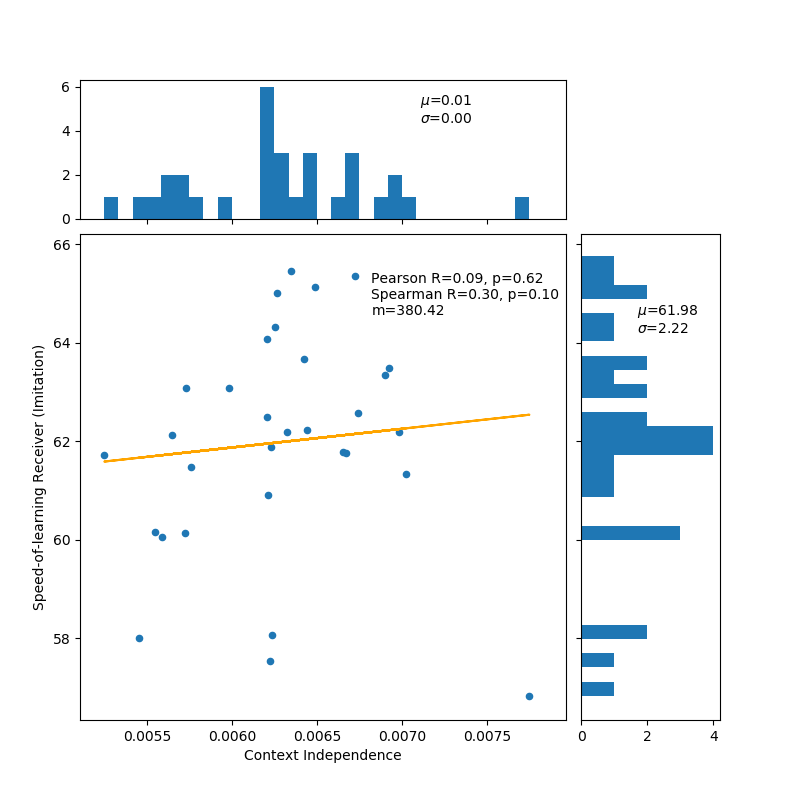 6
4
2
0
μ=0.01
σ=0.00
66
64
62
60
58
Speed-of-learning Receiver (Imitation)
Pearson R=0.09, p=0.62
Spearman R=0.30, p=0.10
m=380.42
μ=61.98
σ=2.22
0.0055 0.0060 0.0065 0.0070 0.0075
Context Independence
0 2 4